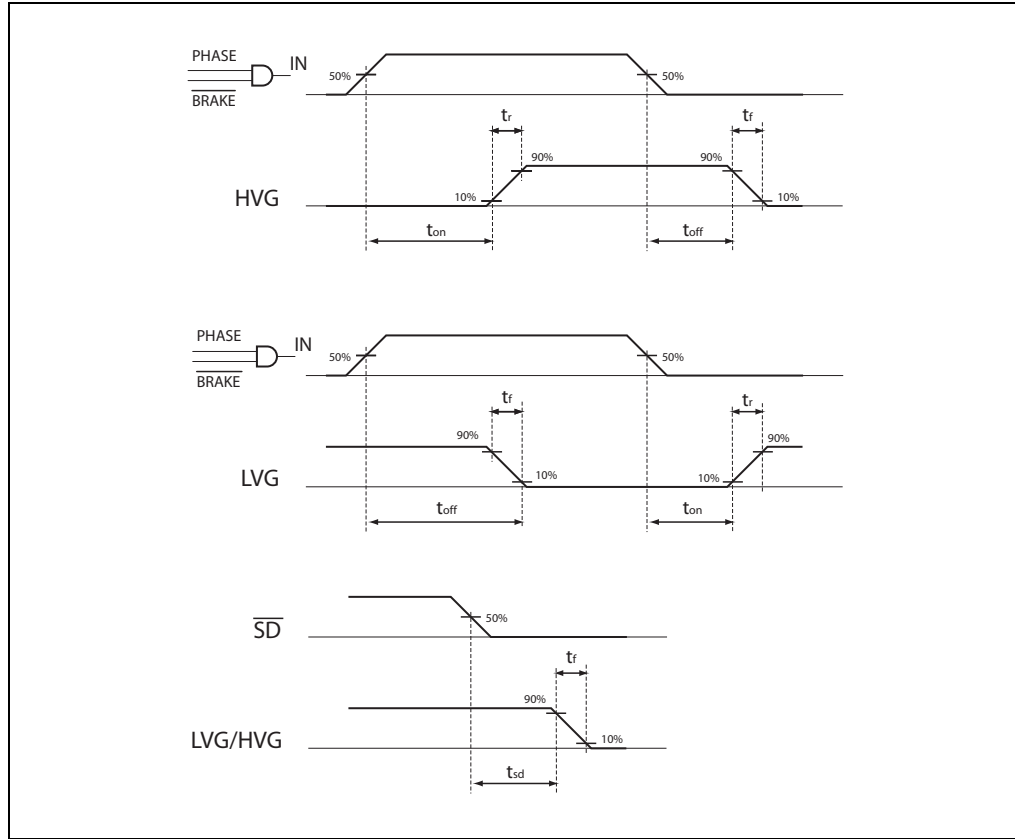 PHASE
IN
50%
50%
BRAKE
tr
tf
90%
90%
HVG
10%
10%
ton
toff
PHASE
IN
50%
50%
BRAKE
tf
tr
90%
90%
LVG
10%
10%
toff
ton
SD
50%
tf
90%
LVG/HVG
10%
tsd